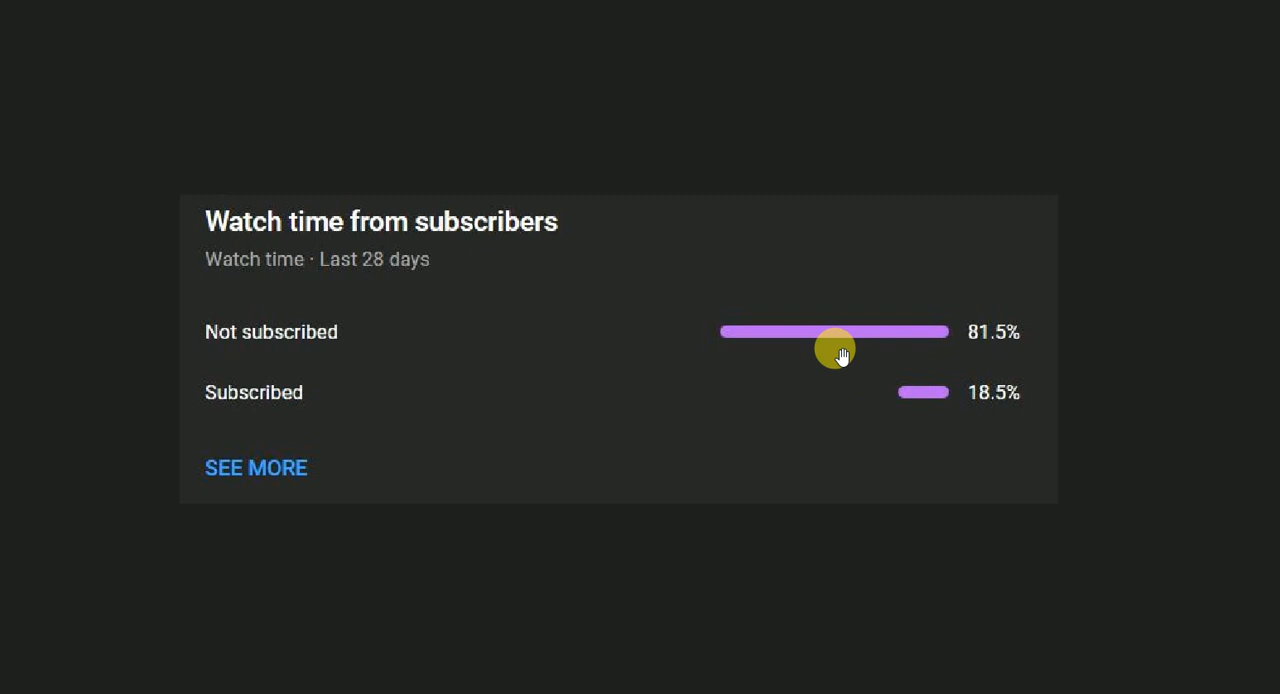 Watch time from subscribers
Watch time · Last 28 days
Not subscribed 81.5%
Subscribed 18.5%
SEE MORE